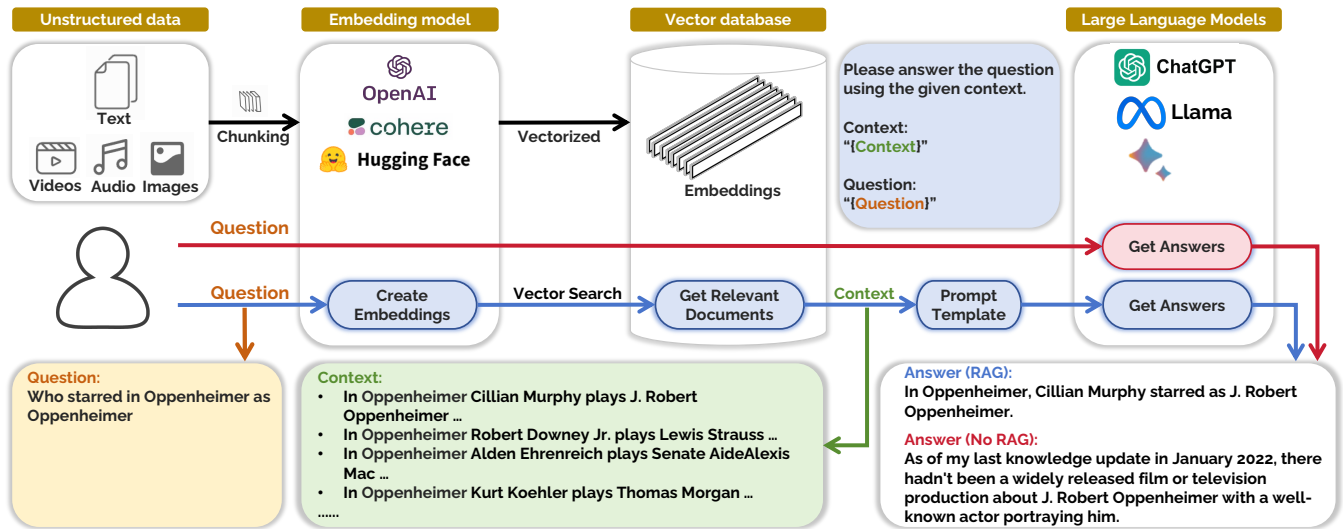 Unstructured data
Embedding model
Vector database
Large Language Models
Text
Videos
Audio
Images
Chunking
OpenAI
cohere
Hugging Face
Vectorized
Embeddings
Please answer the question
using the given context.
Context:
“{Context}”
Question:
“{Question}”
ChatGPT
Llama
Question
Get Answers
Question
Create
Embeddings
Vector Search
Get Relevant
Documents
Context
Prompt
Template
Get Answers
Question:
Who starred in Oppenheimer as
Oppenheimer
Context:
• In Oppenheimer Cillian Murphy plays J. Robert
Oppenheimer …
• In Oppenheimer Robert Downey Jr. plays Lewis Strauss …
• In Oppenheimer Alden Ehrenreich plays Senate AideAlexis
Mac …
• In Oppenheimer Kurt Koehler plays Thomas Morgan …
……
Answer (RAG):
In Oppenheimer, Cillian Murphy starred as J. Robert
Oppenheimer.
Answer (No RAG):
As of my last knowledge update in January 2022, there
hadn't been a widely released film or television
production about J. Robert Oppenheimer with a well-
known actor portraying him.